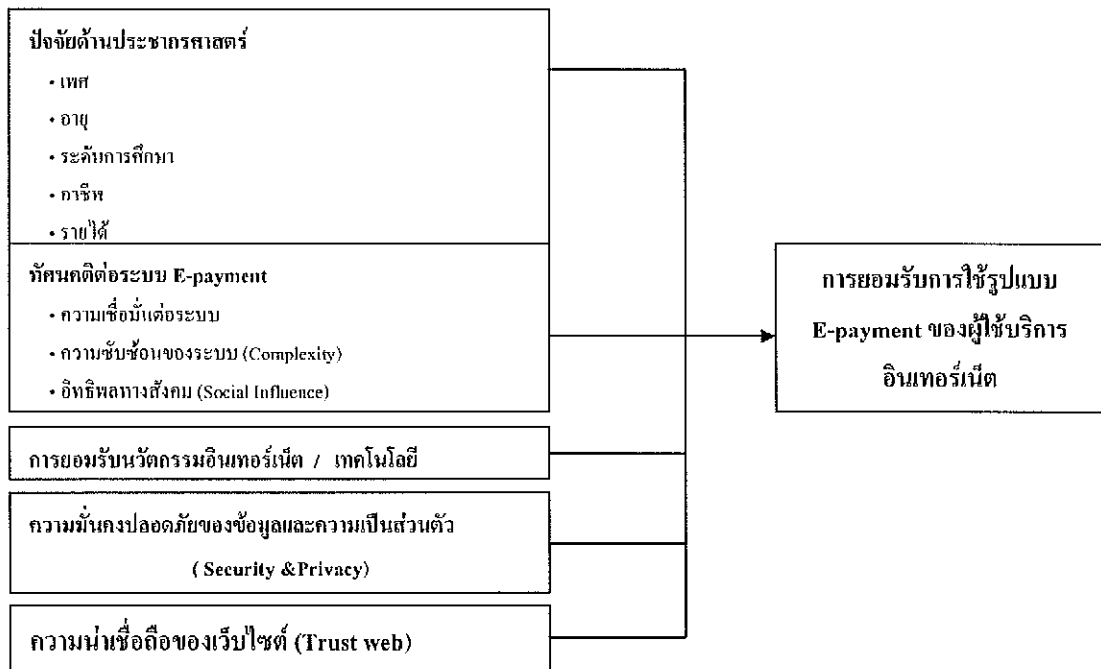 ปัจจัยด้านประชากรศาสตร์
• เพศ
• อายุ
• ระดับการศึกษา
• อาชีพ
• รายได้
ทัศนคติต่อระบบ E-payment
• ความเชื่อมั่นต่อระบบ
• ความซับซ้อนของระบบ (Complexity)
• อิทธิพลทางสังคม (Social Influence)
การยอมรับนวัตกรรมอินเทอร์เน็ต / เทคโนโลยี
ความมั่นคงปลอดภัยของข้อมูลและความเป็นส่วนตัว
( Security &Privacy)
ความน่าเชื่อถือของเว็บไซต์ (Trust web)
การยอมรับการใช้รูปแบบ
E-payment ของผู้ใช้บริการ
อินเทอร์เน็ต